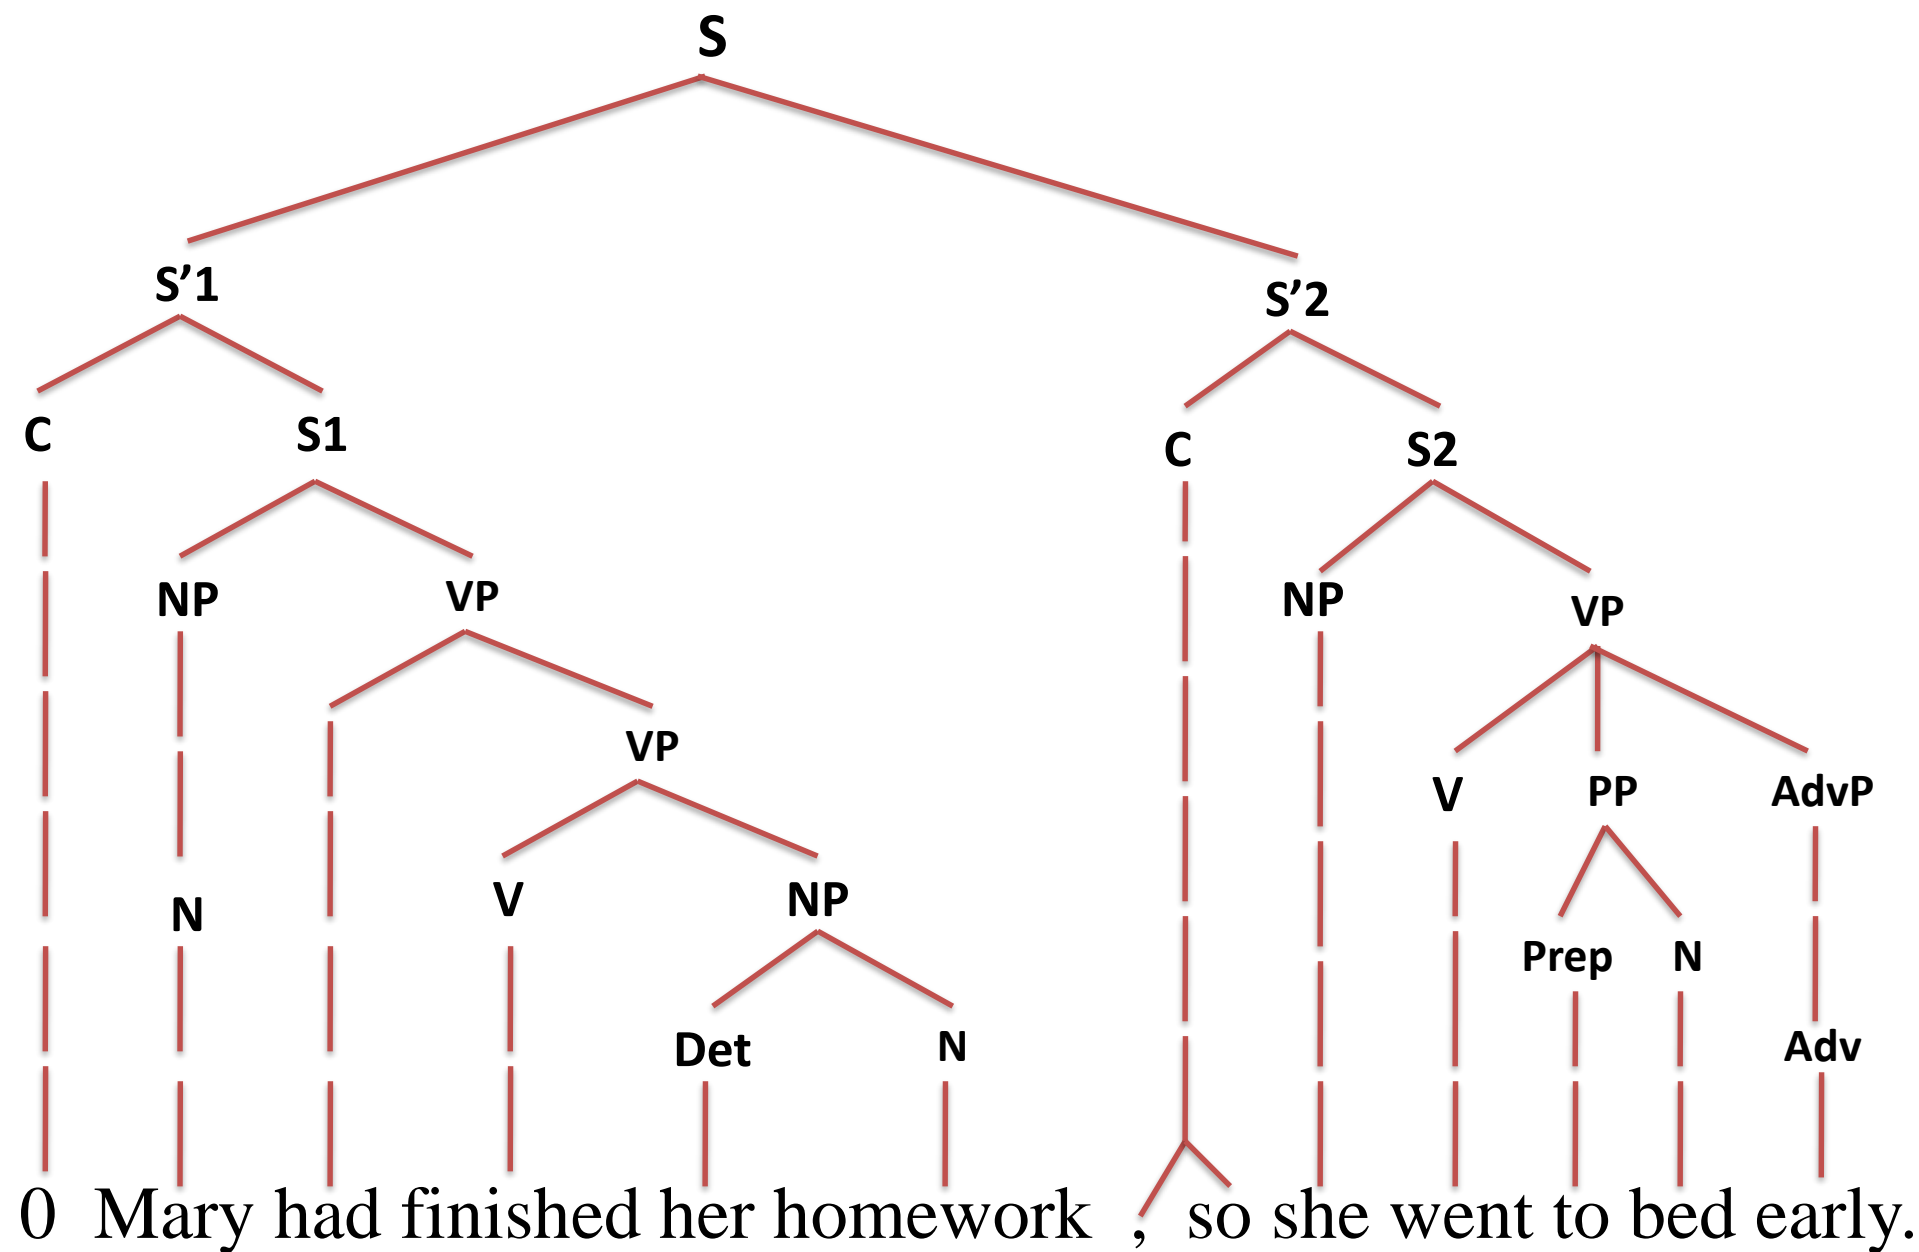 S
S’1
S’2
C S1
C S2
NP VP
NP VP
VP
V PP AdvP
N V NP
Prep N
Det N
Adv
0 Mary had finished her homework , so she went to bed early.